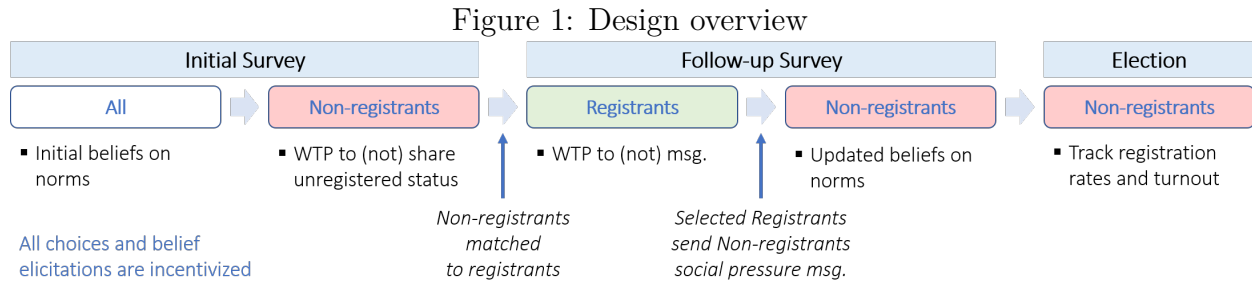 Figure 1: Design overview
Initial Survey
Follow-up Survey
Election
All
Non-registrants
Registrants
Non-registrants
Non-registrants
▪ Initial beliefs on
norms
▪ WTP to (not) share
unregistered status
▪ WTP to (not) msg.
▪ Updated beliefs on
norms
▪ Track registration
rates and turnout
Non-registrants
matched
to registrants
Selected Registrants
send Non-registrants
social pressure msg.
All choices and belief
elicitations are incentivized